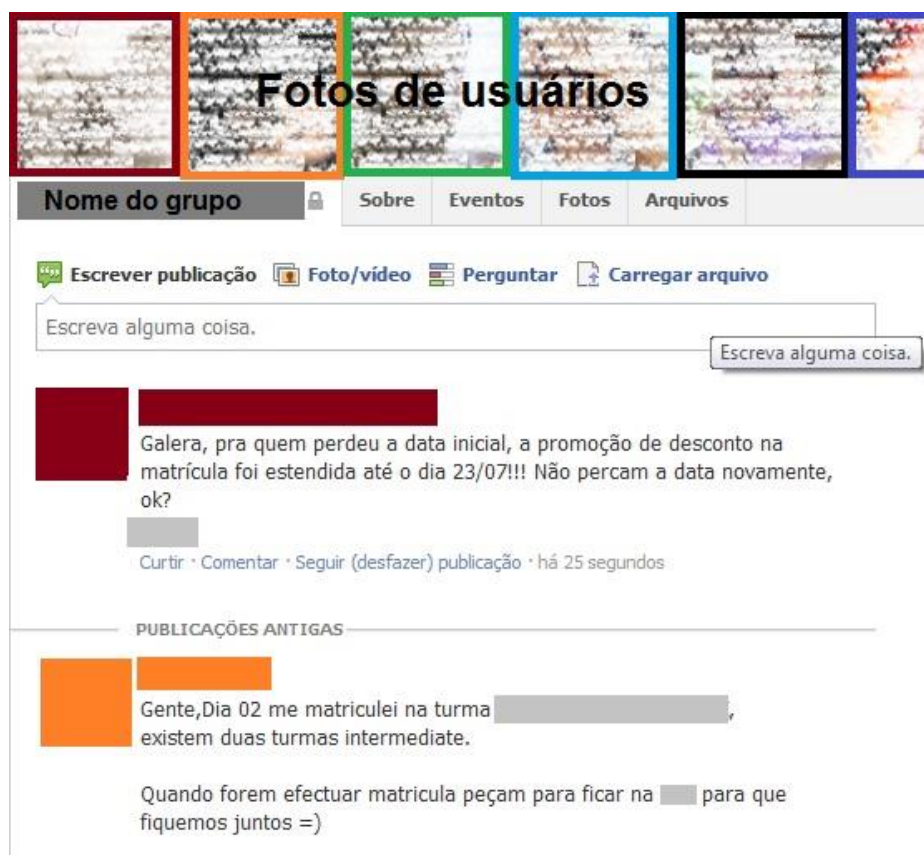 Fotos de usuários
Nome do grupo Sobre Eventos Fotos Arquivos
Escrever publicação Foto/vídeo Perguntar Carregar arquivo
Escreva alguma coisa.
Escreva alguma coisa.
Galera, pra quem perdeu a data inicial, a promoção de desconto na
matrícula foi estendida até o dia 23/07!!! Não percam a data novamente,
ok?
Curtir · Comentar · Seguir (desfazer) publicação · há 25 segundos
PUBLICAÇÕES ANTIGAS
Gente,Dia 02 me matriculei na turma ,
existem duas turmas intermediate.
Quando forem efectuar matricula peçam para ficar na para que
fiquemos juntos =)